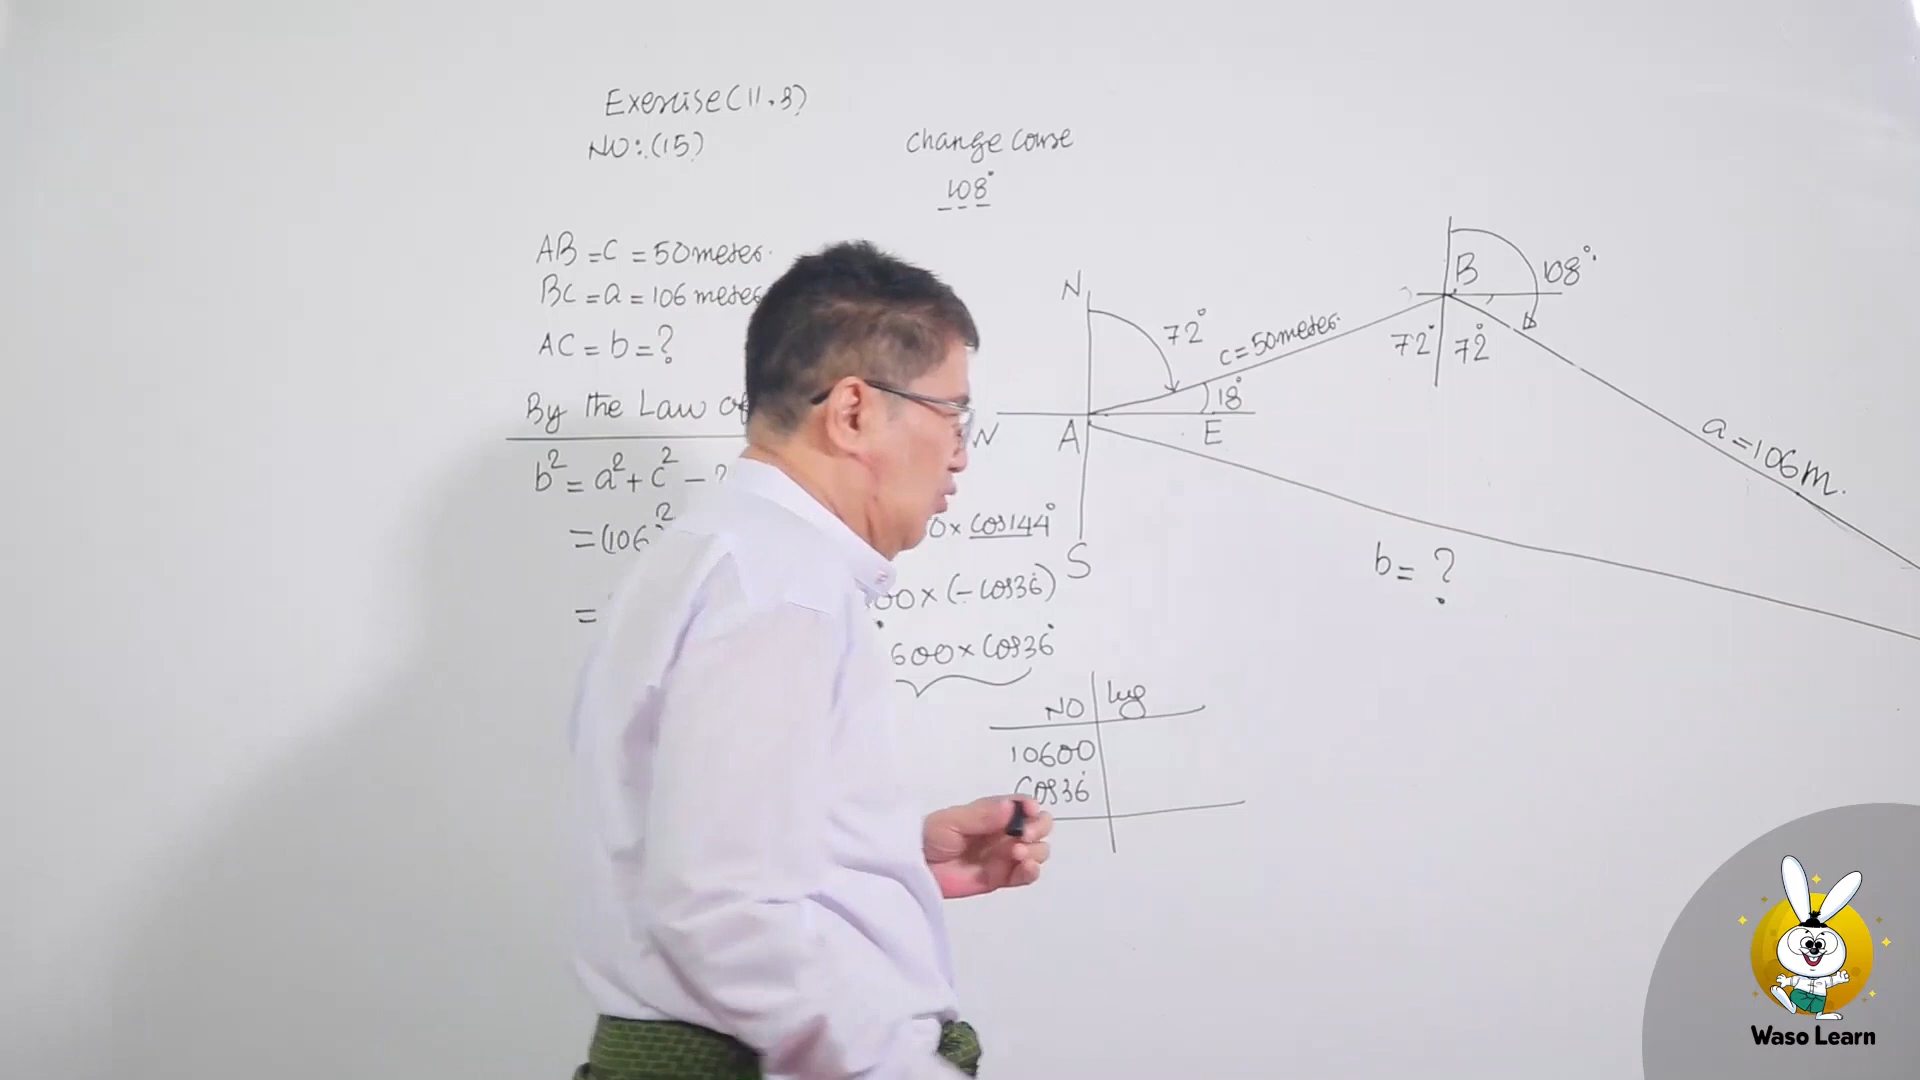 Exercise(11.3)
NO:(15)
Change course
108°
AB = c = 50 meters.
BC = a = 106 meters
AC = b = ?
By the Law of
b² = a² + c² -
= (106)²
0 × Cos144°
=
00 × (-cos36°)
600 × Cos36°
NO log
10600
Cos36°
N
72°
c = 50 meters.
18°
A
E
S
B
108°
72°
72°
a = 106 m.
b = ?
Waso Learn